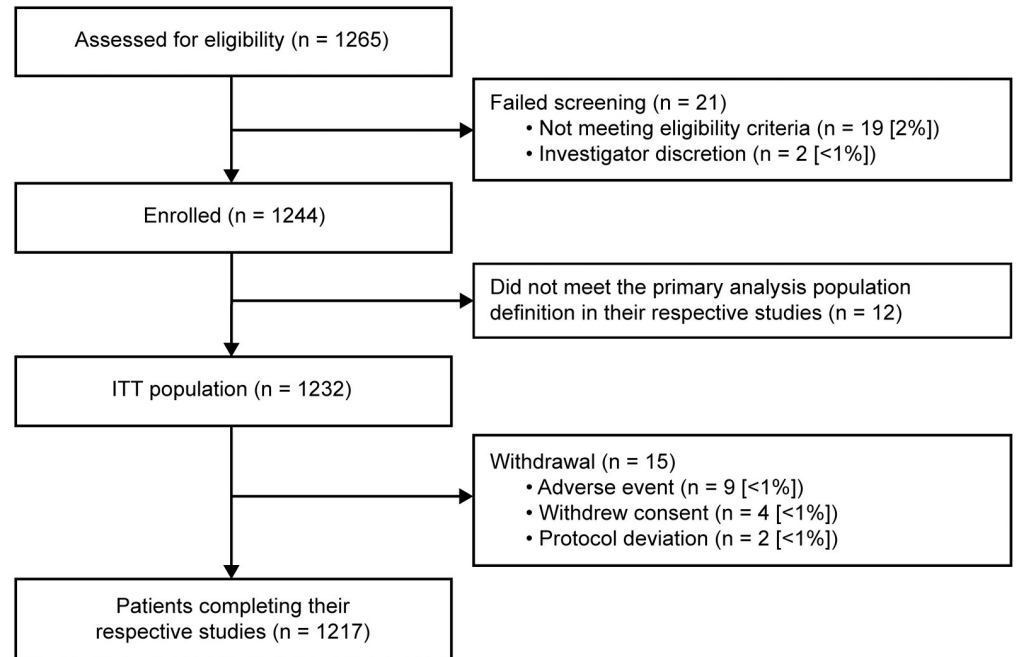 Assessed for eligibility (n = 1265)
Failed screening (n = 21)
• Not meeting eligibility criteria (n = 19 [2%])
• Investigator discretion (n = 2 [<1%])
Enrolled (n = 1244)
Did not meet the primary analysis population
definition in their respective studies (n = 12)
ITT population (n = 1232)
Withdrawal (n = 15)
• Adverse event (n = 9 [<1%])
• Withdrew consent (n = 4 [<1%])
• Protocol deviation (n = 2 [<1%])
Patients completing their
respective studies (n = 1217)